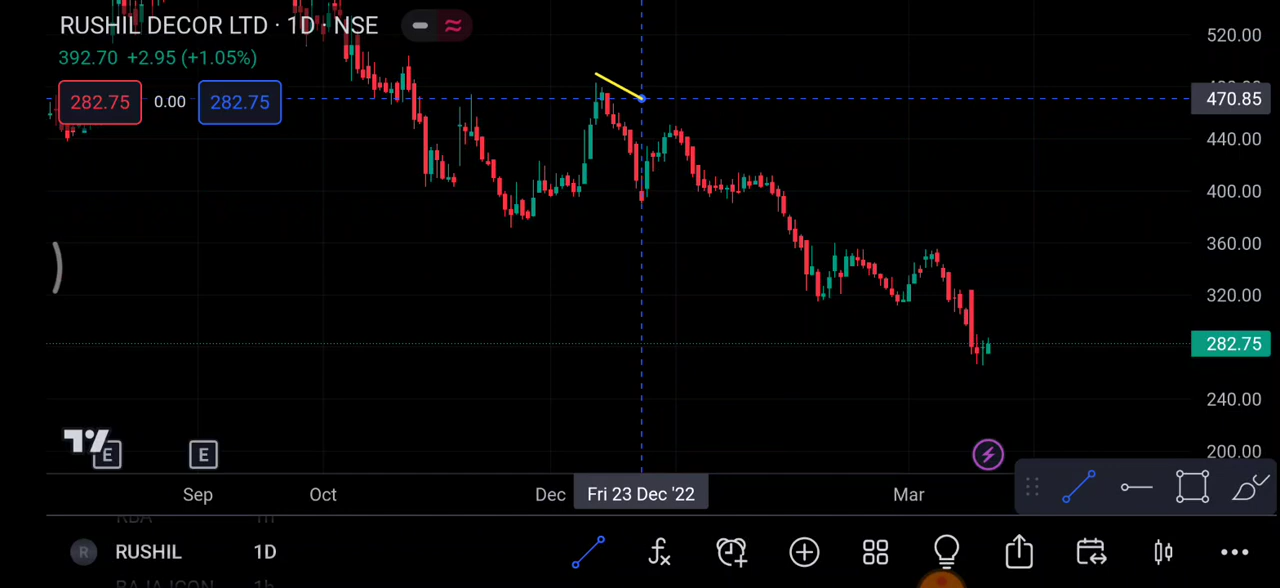 RUSHIL DECOR LTD · 1D · NSE
392.70 +2.95 (+1.05%)
282.75 0.00 282.75
520.00
470.85
440.00
400.00
360.00
320.00
282.75
240.00
200.00
E E
Sep Oct Dec Fri 23 Dec '22 Mar
R RUSHIL 1D